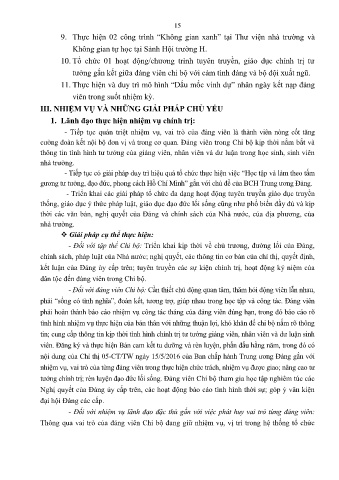 15
9. Thực hiện 02 công trình “Không gian xanh” tại Thư viện nhà trường và
Không gian tự học tại Sảnh Hội trường H.
10. Tổ chức 01 hoạt động/chương trình tuyên truyền, giáo dục chính trị tư
tưởng gắn kết giữa đảng viên chi bộ với cảm tình đảng và bộ đội xuất ngũ.
11. Thực hiện và duy trì mô hình “Dấu mốc vinh dự” nhân ngày kết nạp đảng
viên trong suốt nhiệm kỳ.
III. NHIỆM VỤ VÀ NHỮNG GIẢI PHÁP CHỦ YẾU
1. Lãnh đạo thực hiện nhiệm vụ chính trị:
- Tiếp tục quán triệt nhiệm vụ, vai trò của đảng viên là thành viên nòng cốt tăng
cường đoàn kết nội bộ đơn vị và trong cơ quan. Đảng viên trong Chi bộ kịp thời nắm bắt và
thông tin tình hình tư tưởng của giảng viên, nhân viên và dư luận trong học sinh, sinh viên
nhà trường.
- Tiếp tục có giải pháp duy trì hiệu quả tổ chức thực hiện việc “Học tập và làm theo tấm
gương tư tưởng, đạo đức, phong cách Hồ Chí Minh” gắn với chủ đề của BCH Trung ương Đảng.
- Triển khai các giải pháp tổ chức đa dạng hoạt động tuyên truyền giáo dục truyền
thống, giáo dục ý thức pháp luật, giáo dục đạo đức lối sống cũng như phổ biến đầy đủ và kịp
thời các văn bản, nghị quyết của Đảng và chính sách của Nhà nước, của địa phương, của
nhà trường.
❖ Giải pháp cụ thể thực hiện:
- Đối với tập thể Chi bộ: Triển khai kịp thời về chủ trương, đường lối của Đảng,
chính sách, pháp luật của Nhà nước; nghị quyết, các thông tin cơ bản của chỉ thị, quyết định,
kết luận của Đảng ủy cấp trên; tuyên truyền các sự kiện chính trị, hoạt động kỷ niệm của
dân tộc đến đảng viên trong Chi bộ.
- Đối với đảng viên Chi bộ: Cần thiết chủ động quan tâm, thăm hỏi động viên lẫn nhau,
phải “sống có tình nghĩa”, đoàn kết, tương trợ, giúp nhau trong học tập và công tác. Đảng viên
phải hoàn thành báo cáo nhiệm vụ công tác tháng của đảng viên đúng hạn, trong đó báo cáo rõ
tình hình nhiệm vụ thực hiện của bản thân với những thuận lợi, khó khăn để chi bộ nắm rõ thông
tin; cung cấp thông tin kịp thời tình hình chính trị tư tưởng giảng viên, nhân viên và dư luận sinh
viên. Đăng ký và thực hiện Bản cam kết tu dưỡng và rèn luyện, phấn đấu hằng năm, trong đó có
nội dung của Chỉ thị 05-CT/TW ngày 15/5/2016 của Ban chấp hành Trung ương Đảng gắn với
nhiệm vụ, vai trò của từng đảng viên trong thực hiện chức trách, nhiệm vụ được giao; nâng cao tư
tưởng chính trị; rèn luyện đạo đức lối sống. Đảng viên Chi bộ tham gia học tập nghiêm túc các
Nghị quyết của Đảng ủy cấp trên, các hoạt động báo cáo tình hình thời sự; góp ý văn kiện
đại hội Đảng các cấp.
- Đối với nhiệm vụ lãnh đạo đặc thù gắn với việc phát huy vai trò từng đảng viên:
Thông qua vai trò của đảng viên Chi bộ đang giữ nhiệm vụ, vị trí trong hệ thống tổ chức